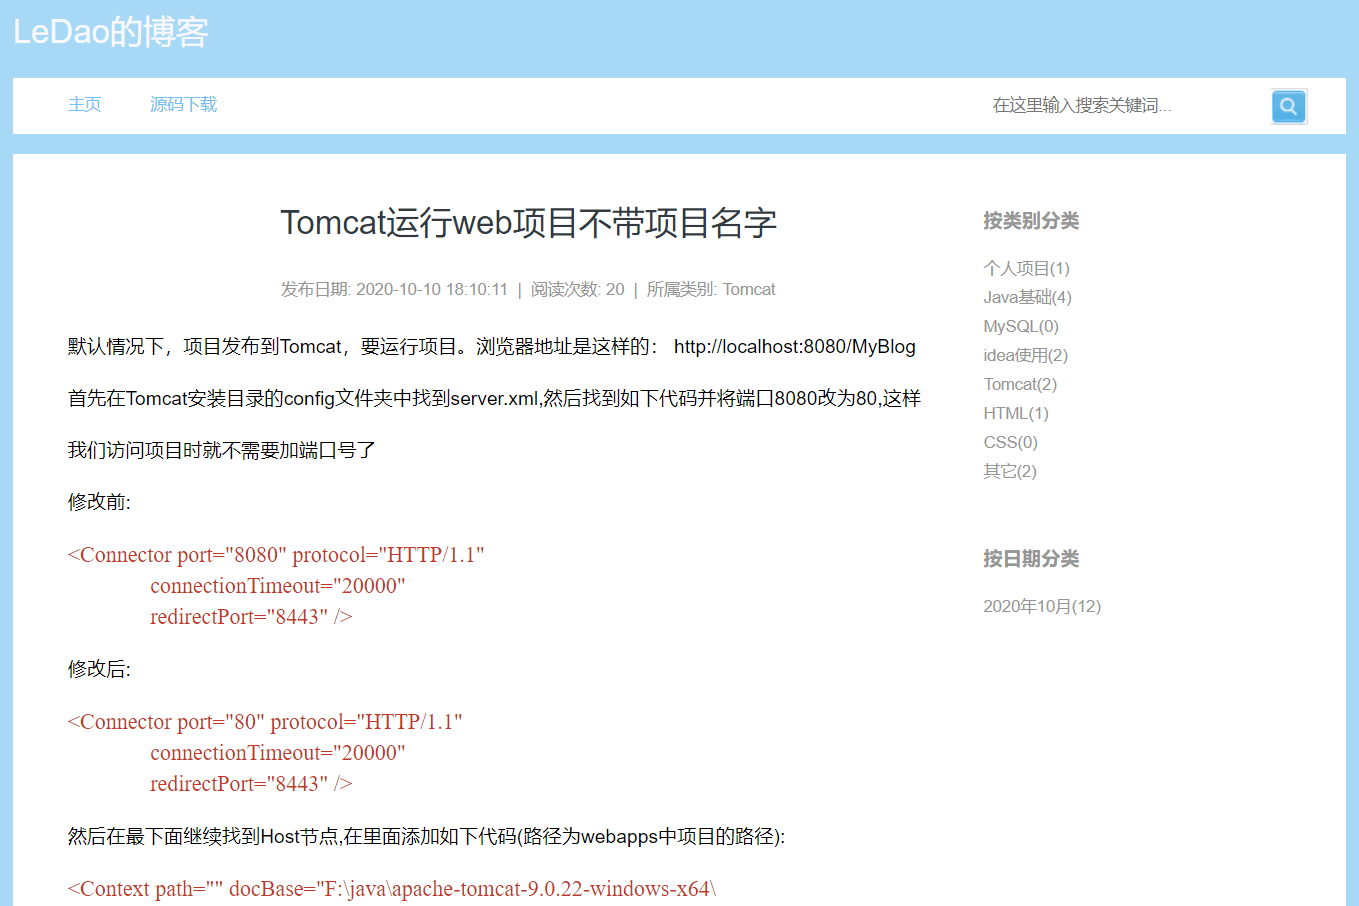 LeDao的博客
主页 源码下载 在这里输入搜索关键词...
Tomcat运行web项目不带项目名字
发布日期: 2020-10-10 18:10:11 | 阅读次数: 20 | 所属类别: Tomcat
默认情况下，项目发布到Tomcat，要运行项目。浏览器地址是这样的： http://localhost:8080/MyBlog
首先在Tomcat安装目录的config文件夹中找到server.xml,然后找到如下代码并将端口8080改为80,这样
我们访问项目时就不需要加端口号了
修改前:
<Connector port="8080" protocol="HTTP/1.1"
connectionTimeout="20000"
redirectPort="8443" />
修改后:
<Connector port="80" protocol="HTTP/1.1"
connectionTimeout="20000"
redirectPort="8443" />
然后在最下面继续找到Host节点,在里面添加如下代码(路径为webapps中项目的路径):
<Context path="" docBase="F:\java\apache-tomcat-9.0.22-windows-x64\
按类别分类
个人项目(1)
Java基础(4)
MySQL(0)
idea使用(2)
Tomcat(2)
HTML(1)
CSS(0)
其它(2)
按日期分类
2020年10月(12)